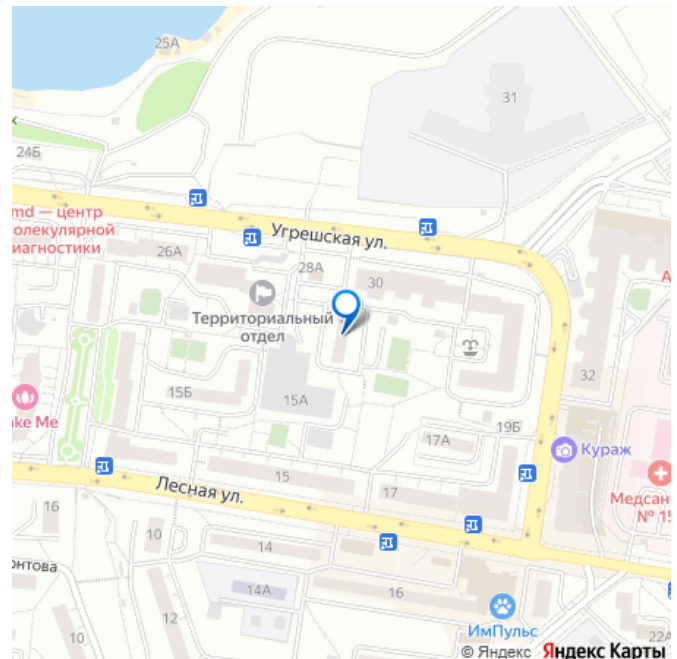 25А
31
24Б
md — центр
олекулярной
иагностики
Угрешская ул.
26А
28А
30
Территориальный
отдел
15Б
15А
32
ke Me
19Б
17А
Кураж
15
17
Медсан
№ 15
Лесная ул.
16
10
14
онтова
14А
16
12
10
ИмПульс
22А
© Яндекс Яндекс Карты